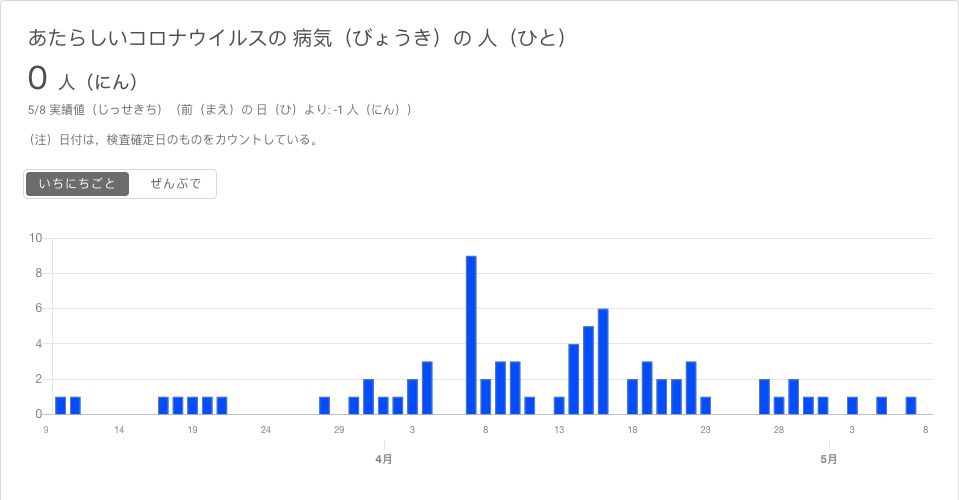 あたらしいコロナウイルスの 病気（びょうき）の 人（ひと）
0 人（にん）
5/8 実績値（じっせきち）（前（まえ）の 日（ひ）より: -1 人（にん））
（注）日付は，検査確定日のものをカウントしている。
いちにちごと ぜんぶで
10
8
6
4
2
0
9 14 19 24 29 3 8 13 18 23 28 3 8
4月 5月